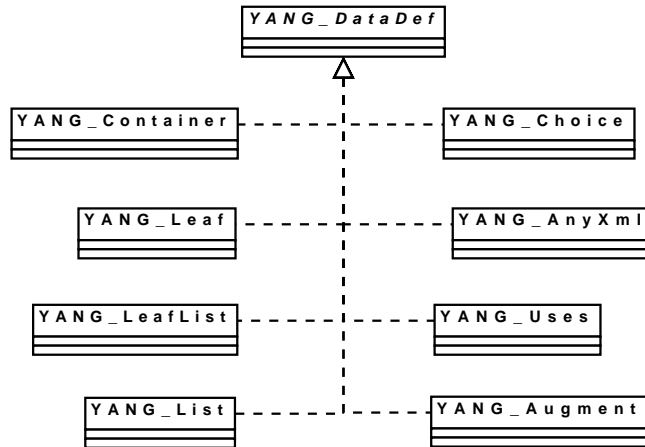 YANG_DataDef
YANG_Container
YANG_Choice
YANG_Leaf
YANG_AnyXml
YANG_LeafList
YANG_Uses
YANG_List
YANG_Augment